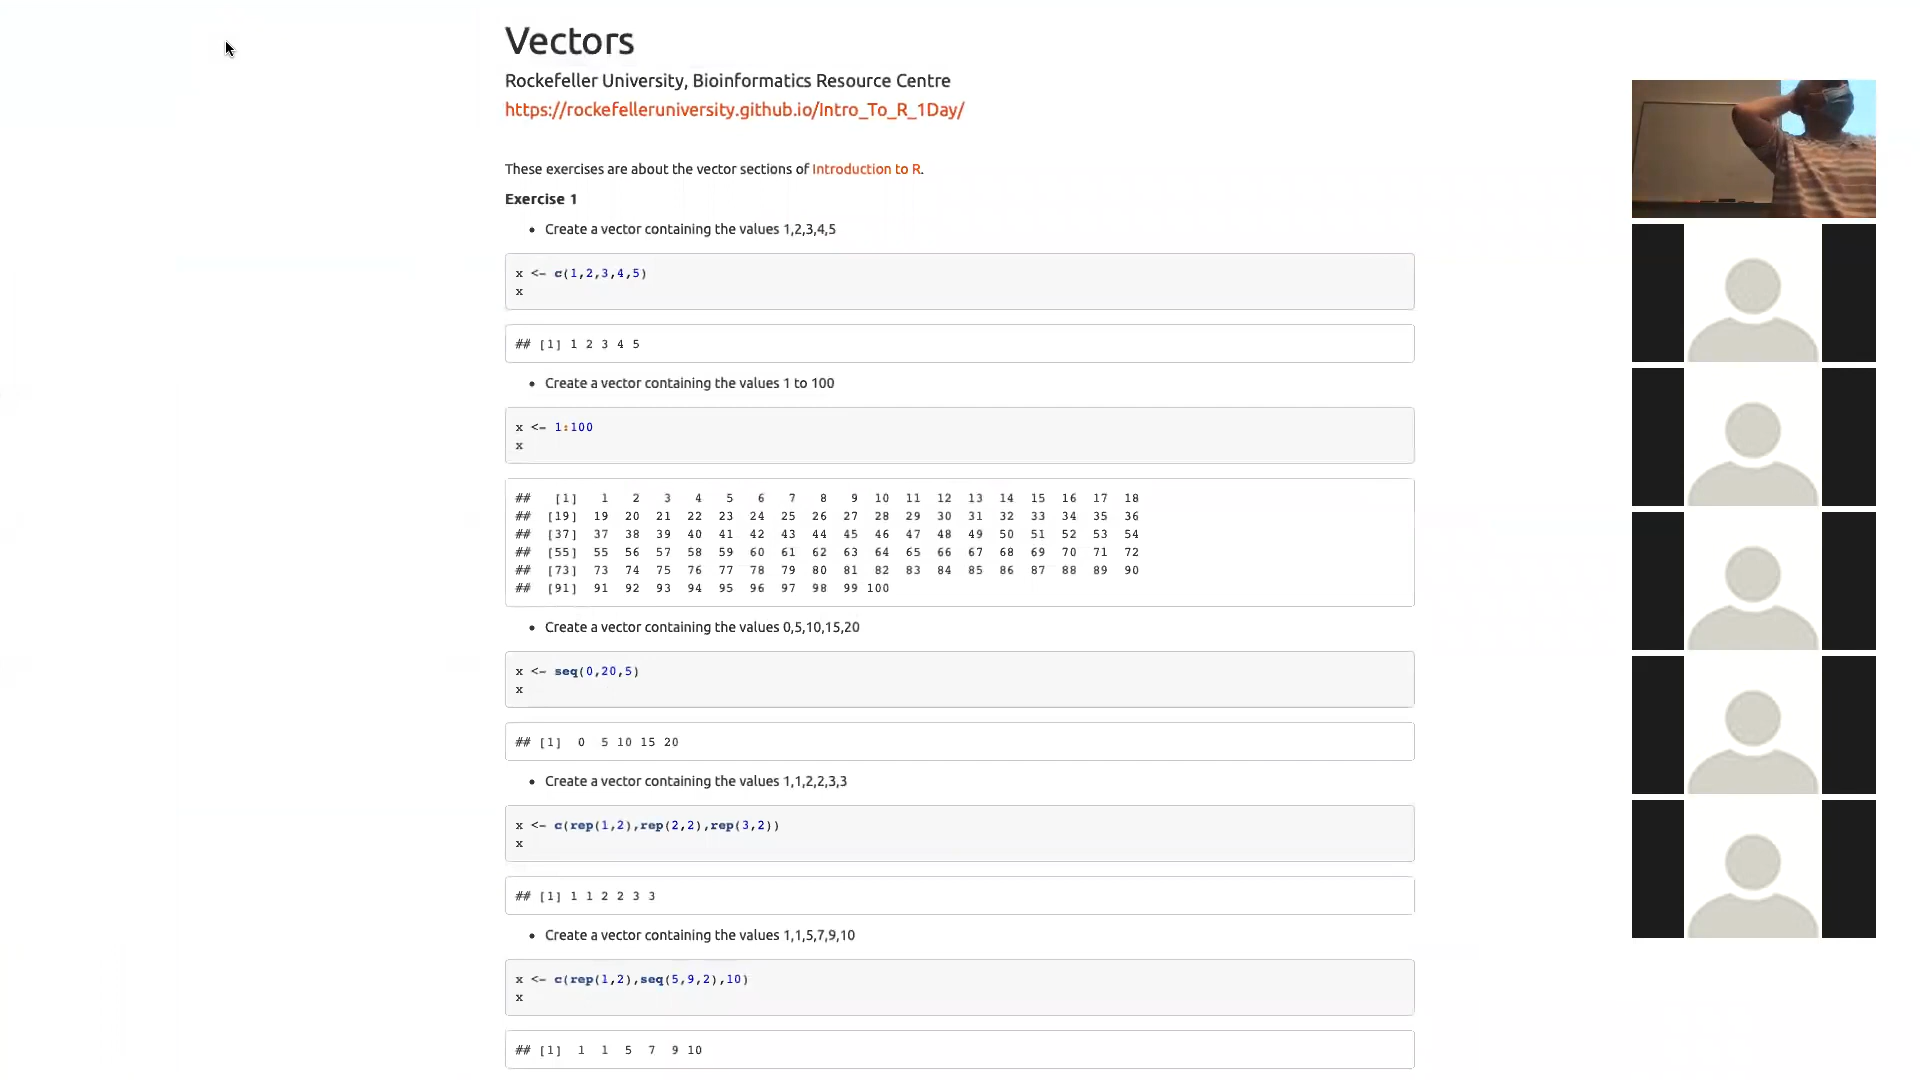 Vectors
Rockefeller University, Bioinformatics Resource Centre
https://rockefelleruniversity.github.io/Intro_To_R_1Day/
These exercises are about the vector sections of Introduction to R.
Exercise 1
• Create a vector containing the values 1,2,3,4,5
x <- c(1,2,3,4,5)
x
## [1] 1 2 3 4 5
• Create a vector containing the values 1 to 100
x <- 1:100
x
##   [1]   1   2   3   4   5   6   7   8   9  10  11  12  13  14  15  16  17  18
##  [19]  19  20  21  22  23  24  25  26  27  28  29  30  31  32  33  34  35  36
##  [37]  37  38  39  40  41  42  43  44  45  46  47  48  49  50  51  52  53  54
##  [55]  55  56  57  58  59  60  61  62  63  64  65  66  67  68  69  70  71  72
##  [73]  73  74  75  76  77  78  79  80  81  82  83  84  85  86  87  88  89  90
##  [91]  91  92  93  94  95  96  97  98  99 100
• Create a vector containing the values 0,5,10,15,20
x <- seq(0,20,5)
x
## [1]  0  5 10 15 20
• Create a vector containing the values 1,1,2,2,3,3
x <- c(rep(1,2),rep(2,2),rep(3,2))
x
## [1] 1 1 2 2 3 3
• Create a vector containing the values 1,1,5,7,9,10
x <- c(rep(1,2),seq(5,9,2),10)
x
## [1]  1  1  5  7  9 10